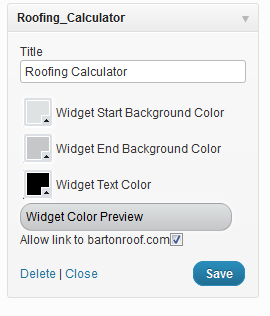 Roofing_Calculator
Title
Roofing Calculator
Widget Start Background Color
Widget End Background Color
Widget Text Color
Widget Color Preview
Allow link to bartonroof.com
Delete | Close
Save